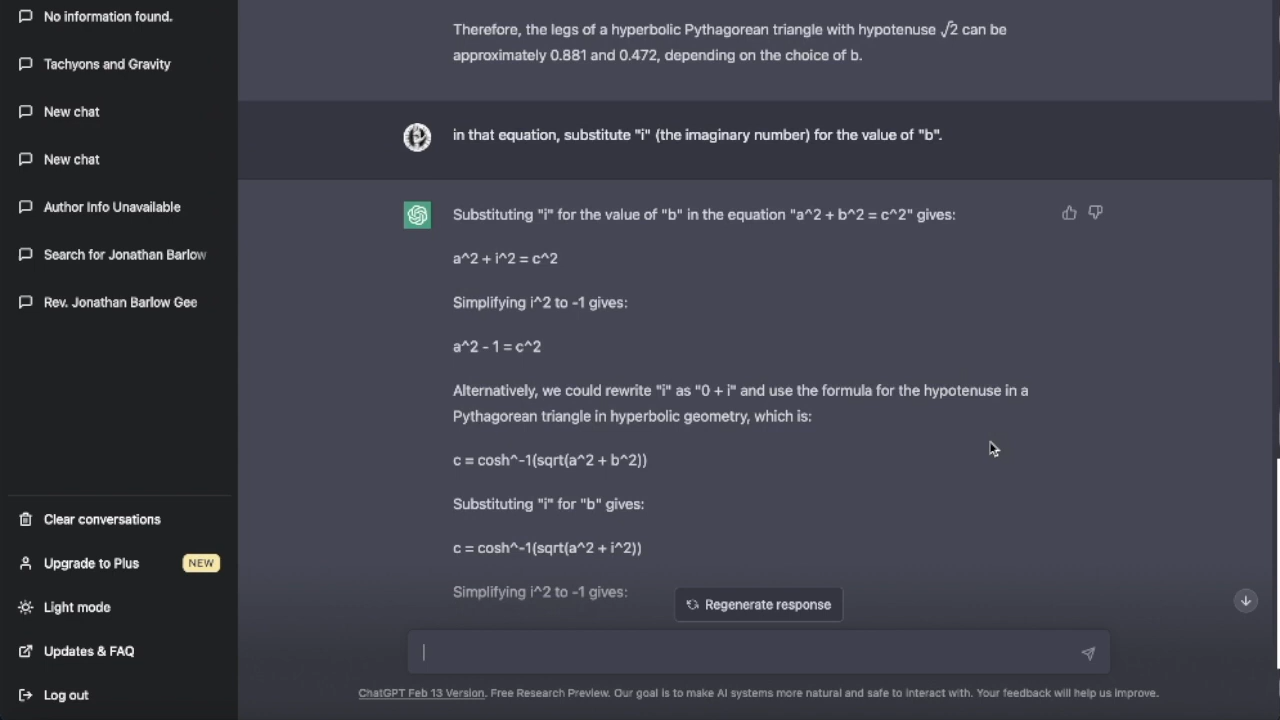 No information found.
Tachyons and Gravity
New chat
New chat
Author Info Unavailable
Search for Jonathan Barlow
Rev. Jonathan Barlow Gee
Clear conversations
Upgrade to Plus NEW
Light mode
Updates & FAQ
Log out
Therefore, the legs of a hyperbolic Pythagorean triangle with hypotenuse √2 can be
approximately 0.881 and 0.472, depending on the choice of b.
in that equation, substitute "i" (the imaginary number) for the value of "b".
Substituting "i" for the value of "b" in the equation "a^2 + b^2 = c^2" gives:
a^2 + i^2 = c^2
Simplifying i^2 to -1 gives:
a^2 - 1 = c^2
Alternatively, we could rewrite "i" as "0 + i" and use the formula for the hypotenuse in a
Pythagorean triangle in hyperbolic geometry, which is:
c = cosh^-1(sqrt(a^2 + b^2))
Substituting "i" for "b" gives:
c = cosh^-1(sqrt(a^2 + i^2))
Simplifying i^2 to -1 gives:
Regenerate response
ChatGPT Feb 13 Version. Free Research Preview. Our goal is to make AI systems more natural and safe to interact with. Your feedback will help us improve.